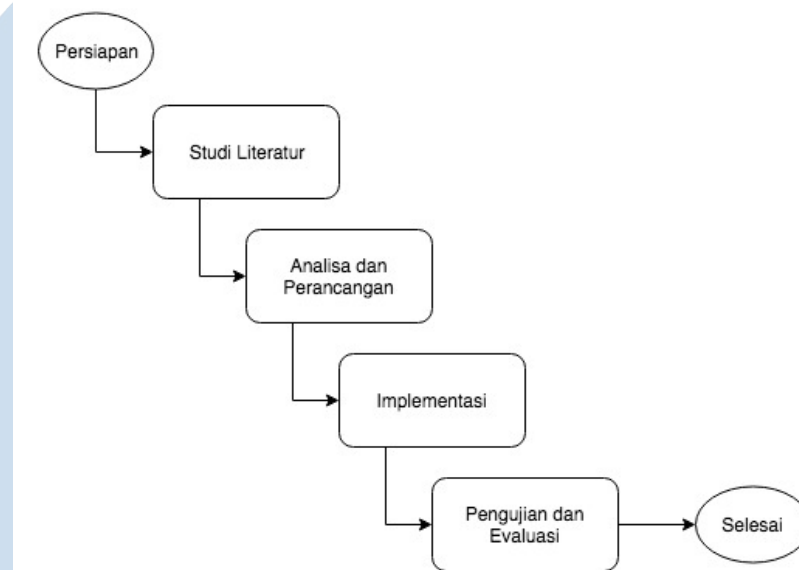 Persiapan
Studi Literatur
Analisa dan
Perancangan
Implementasi
Pengujian dan
Evaluasi
Selesai